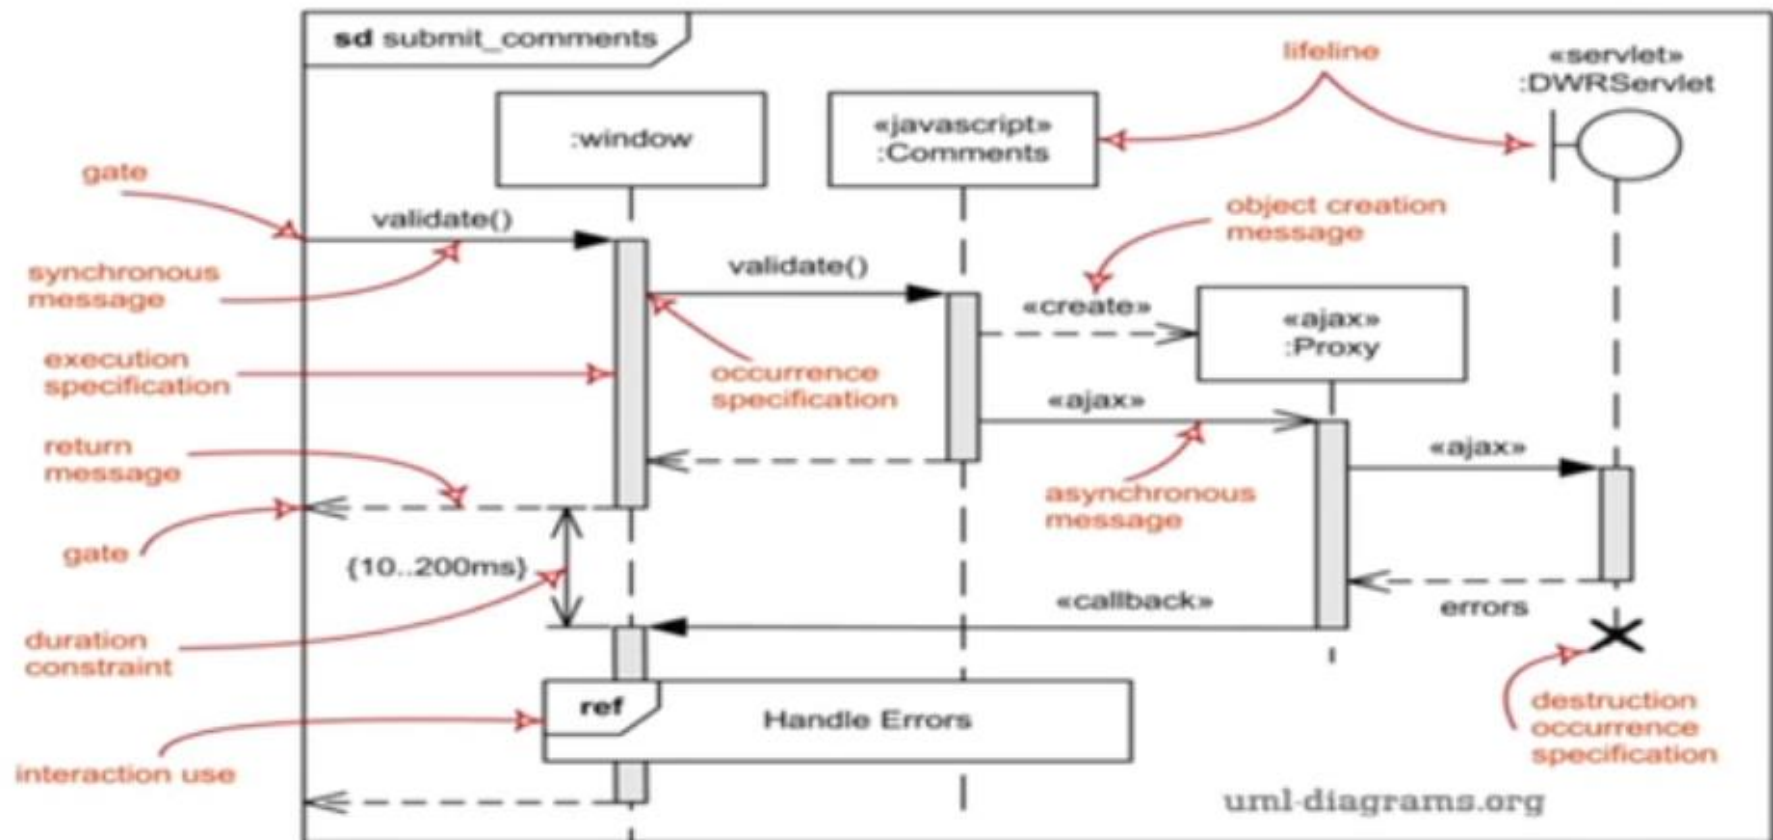 sd submit_comments
lifeline
«servlet»
:DWRServlet
:window
«javascript»
:Comments
gate
validate()
object creation
message
synchronous
message
validate()
«create»
«ajax»
:Proxy
execution
specification
occurrence
specification
«ajax»
return
message
«ajax»
asynchronous
message
gate
{10..200ms}
«callback»
errors
duration
constraint
ref
Handle Errors
destruction
occurrence
specification
interaction use
uml-diagrams.org